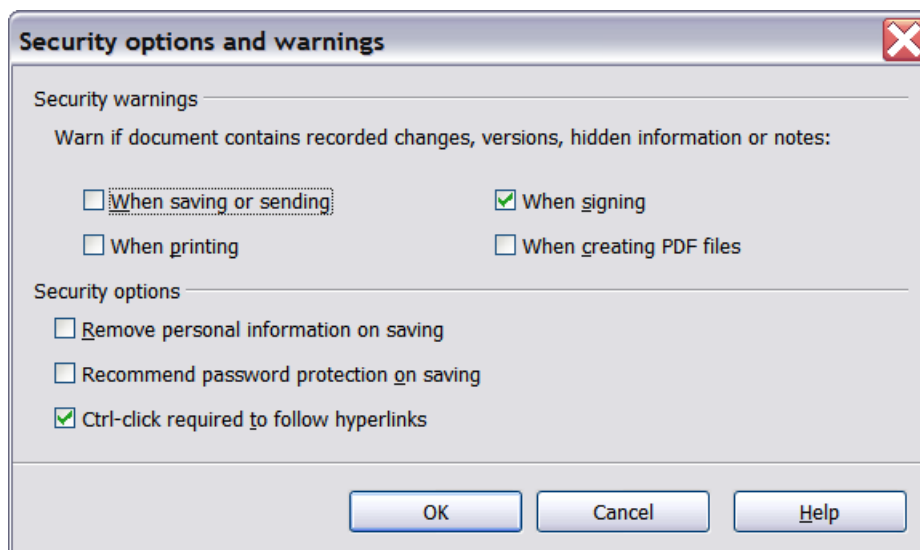 Security options and warnings
Security warnings
Warn if document contains recorded changes, versions, hidden information or notes:
When saving or sending
When signing
When printing
When creating PDF files
Security options
Remove personal information on saving
Recommend password protection on saving
Ctrl-click required to follow hyperlinks
OK
Cancel
Help